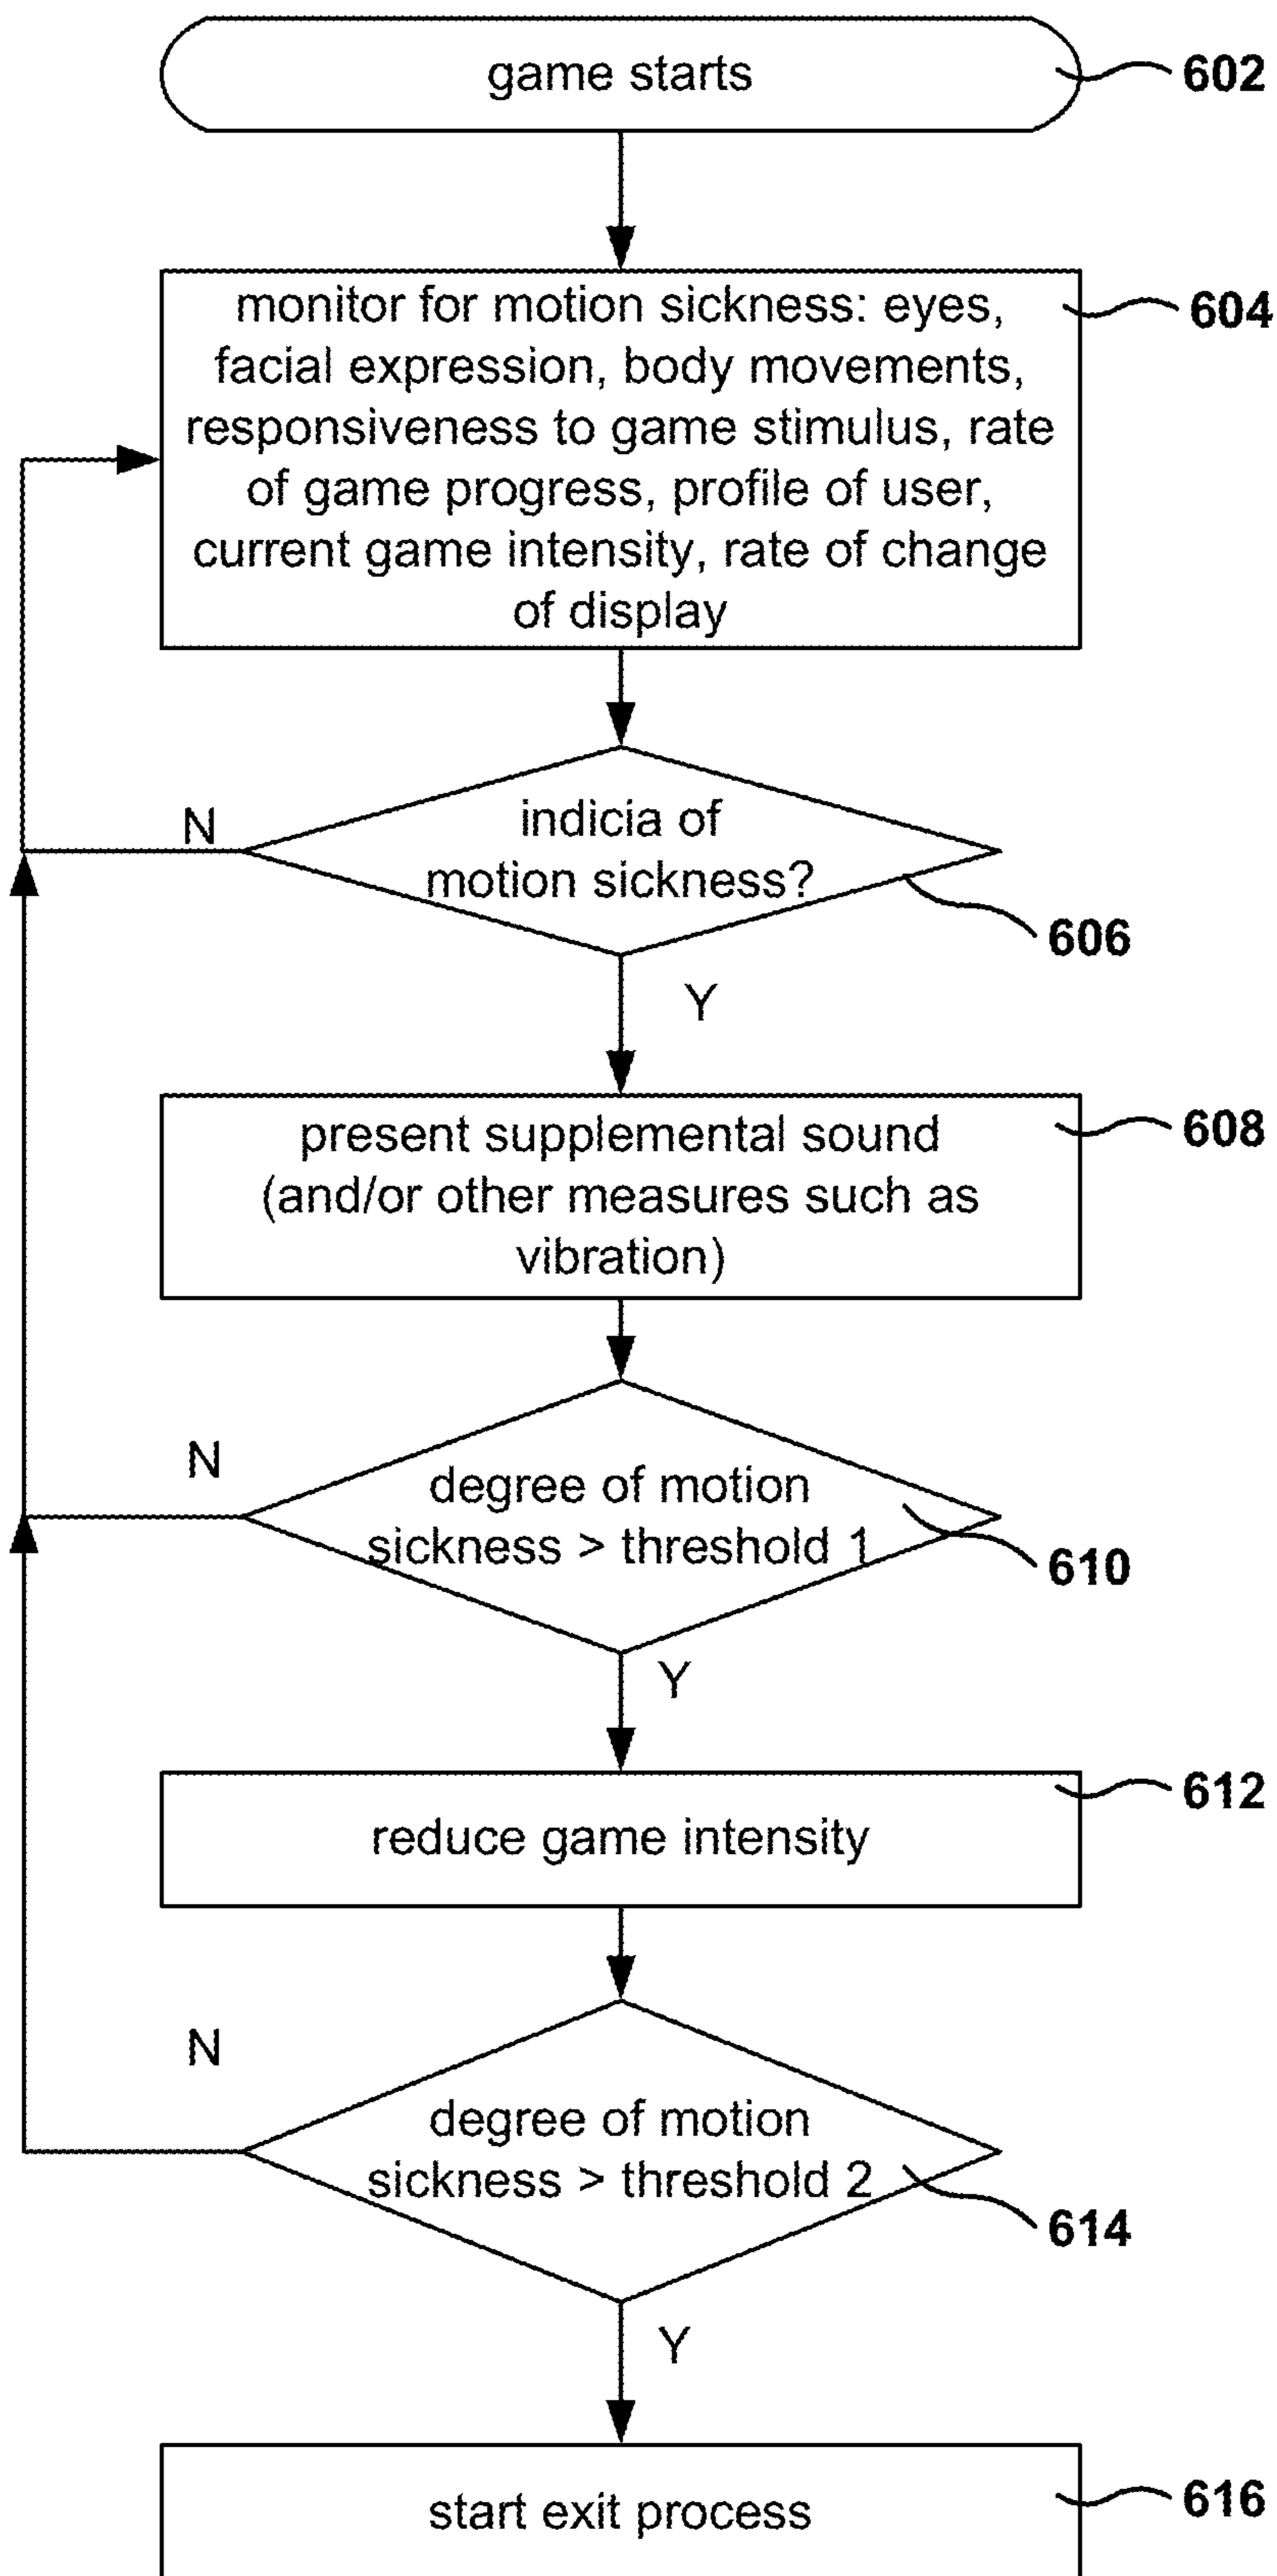 game starts
602
monitor for motion sickness: eyes,
604
facial expression, body movements,
responsiveness to game stimulus, rate
of game progress, profile of user,
current game intensity, rate of change
of display
N
indicia of
motion sickness?
606
Y
present supplemental sound
608
(and/or other measures such as
vibration)
N
degree of motion
sickness > threshold 1
610
Y
612
reduce game intensity
N
degree of motion
sickness > threshold 2
614
Y
start exit process
616